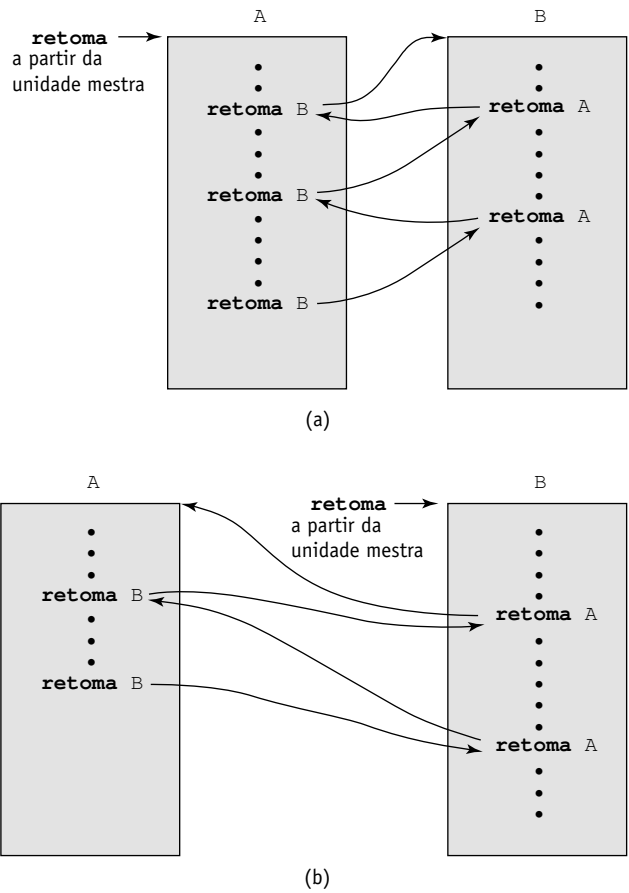 A
B
retoma
a partir da
unidade mestra
retoma B
retoma A
retoma B
retoma A
retoma B
(a)
A
B
retoma
a partir da
unidade mestra
retoma B
retoma A
retoma B
retoma A
(b)